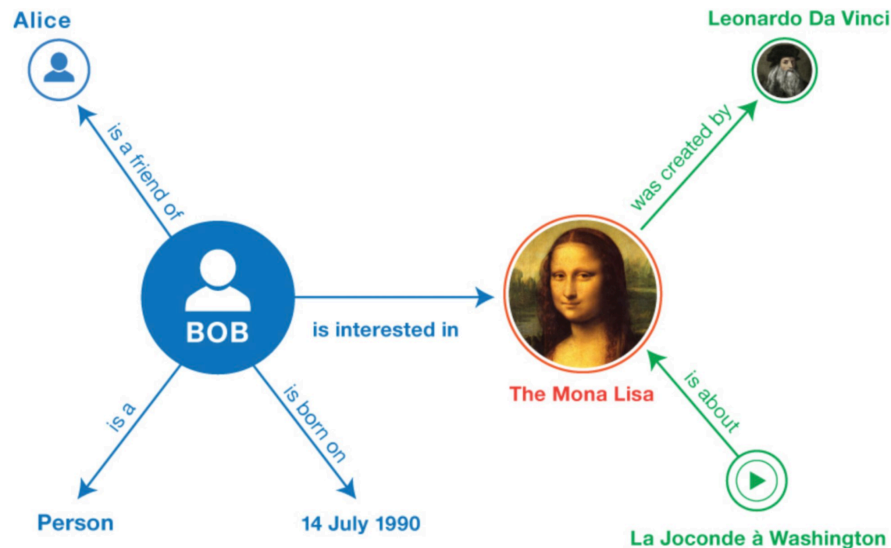 Alice
Leonardo Da Vinci
is a friend of
was created by
BOB
is interested in
The Mona Lisa
is a
is born on
is about
Person
14 July 1990
La Joconde à Washington